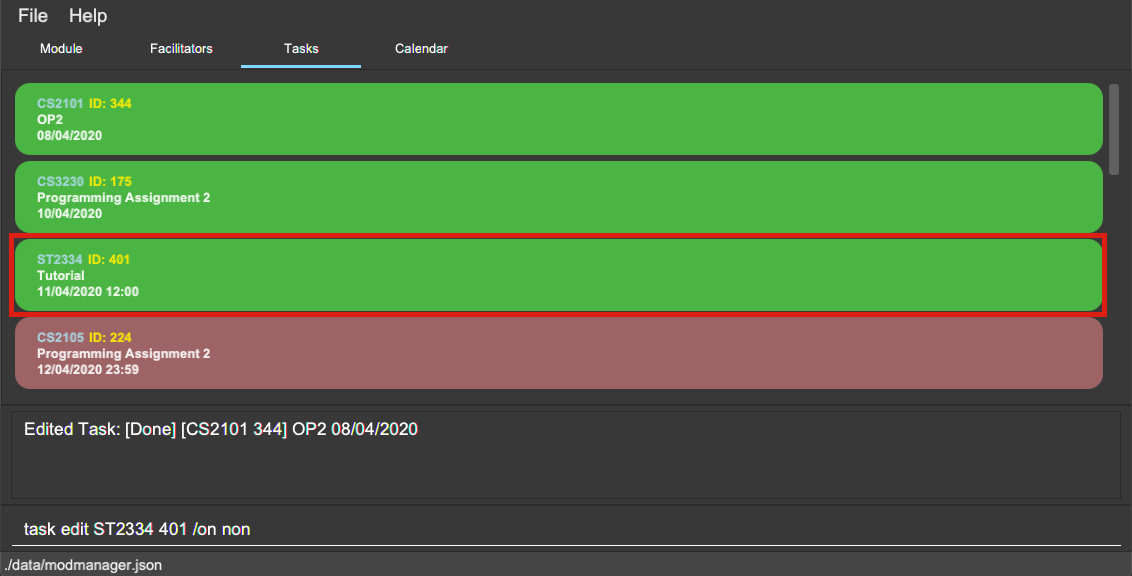 File Help
Module Facilitators Tasks Calendar
CS2101 ID: 344
OP2
08/04/2020
CS3230 ID: 175
Programming Assignment 2
10/04/2020
ST2334 ID: 401
Tutorial
11/04/2020 12:00
CS2105 ID: 224
Programming Assignment 2
12/04/2020 23:59
Edited Task: [Done] [CS2101 344] OP2 08/04/2020
task edit ST2334 401 /on non
./data/modmanager.json